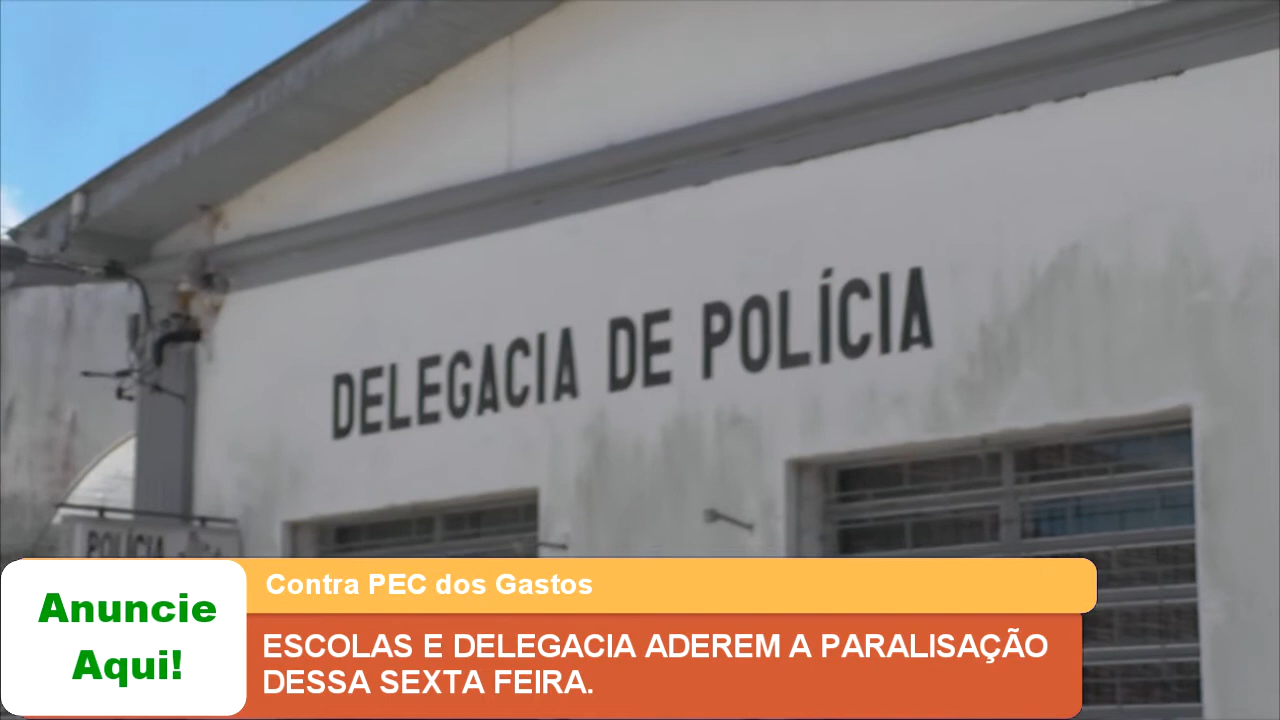 DELEGACIA DE POLÍCIA
POLICIA
Contra PEC dos Gastos
Anuncie
Aqui!
ESCOLAS E DELEGACIA ADEREM A PARALISAÇÃO
DESSA SEXTA FEIRA.